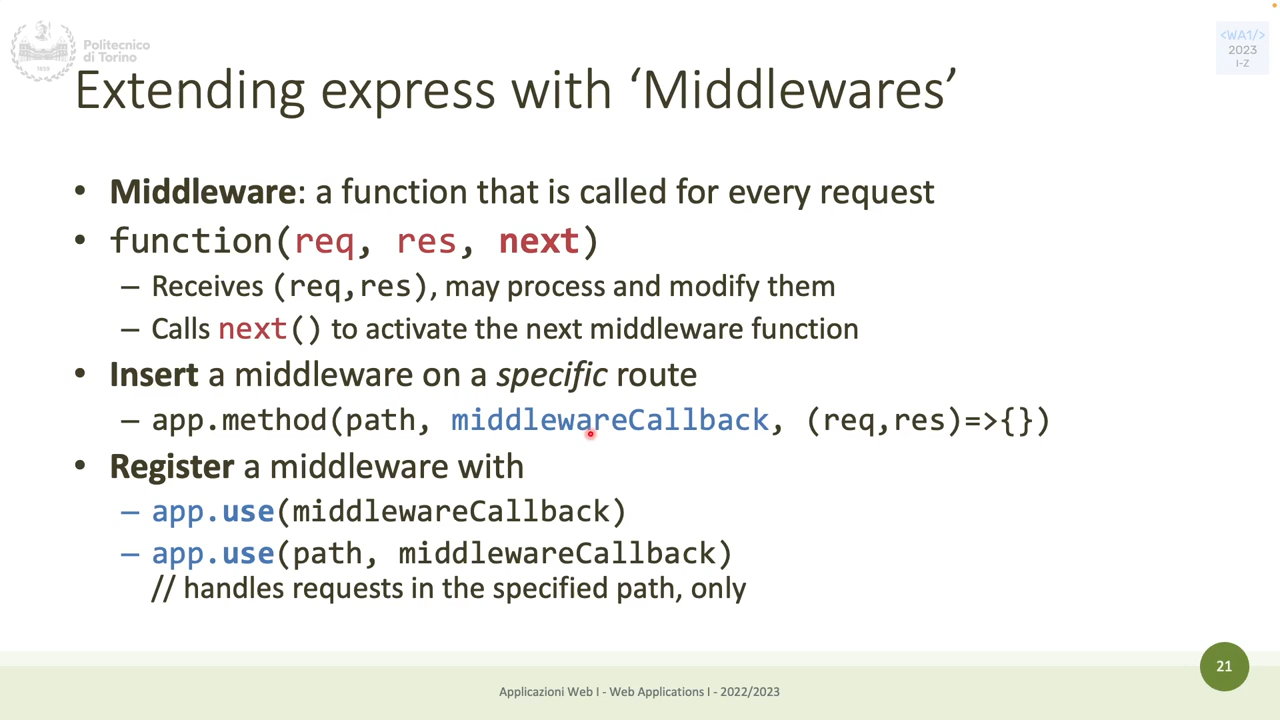 Politecnico
di Torino
1859
<WA1/>
2023
I-Z
Extending express with ‘Middlewares’
• Middleware: a function that is called for every request
• function(req, res, next)
– Receives (req,res), may process and modify them
– Calls next() to activate the next middleware function
• Insert a middleware on a specific route
– app.method(path, middlewareCallback, (req,res)=>{})
• Register a middleware with
– app.use(middlewareCallback)
– app.use(path, middlewareCallback)
// handles requests in the specified path, only
21
Applicazioni Web I - Web Applications I - 2022/2023